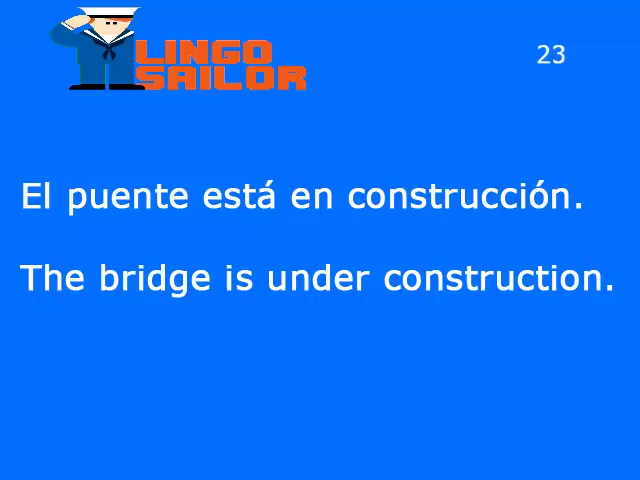 LINGO
SAILOR
23
El puente está en construcción.
The bridge is under construction.